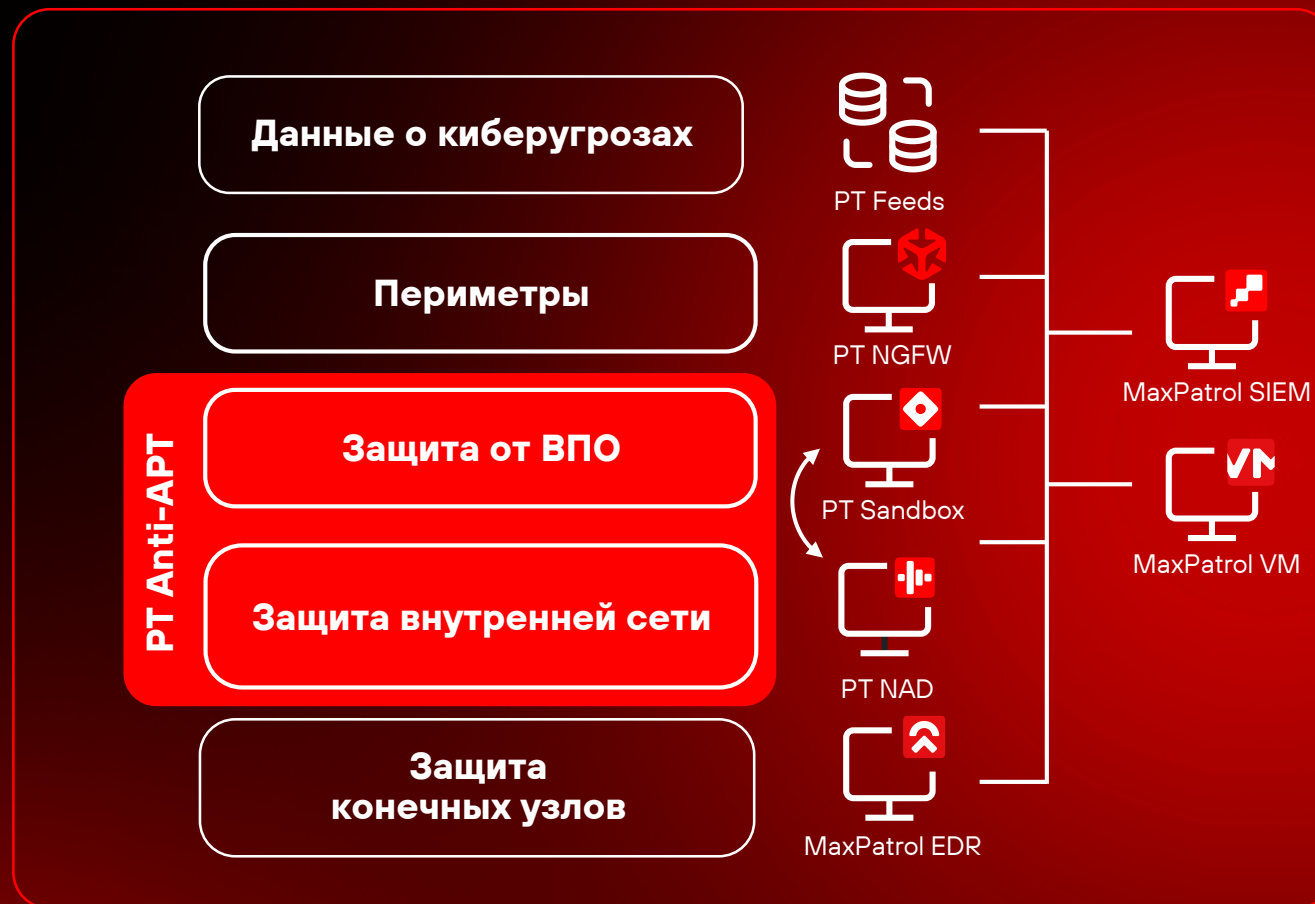 Данные о киберугрозах
PT Feeds
Периметры
PT NGFW
MaxPatrol SIEM
PT Anti-APT
Защита от ВПО
PT Sandbox
VM
MaxPatrol VM
Защита внутренней сети
PT NAD
Защита
конечных узлов
MaxPatrol EDR